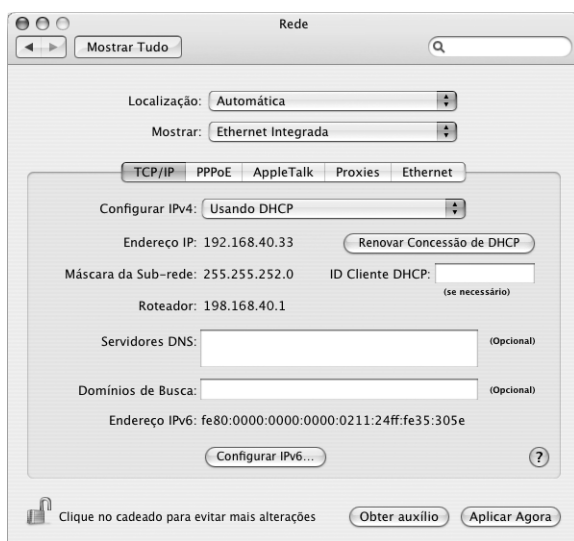 Rede
Mostrar Tudo
Localização: Automática
Mostrar: Ethernet Integrada
TCP/IP PPPoE AppleTalk Proxies Ethernet
Configurar IPv4: Usando DHCP
Endereço IP: 192.168.40.33 Renovar Concessão de DHCP
Máscara da Sub-rede: 255.255.252.0 ID Cliente DHCP:
(se necessário)
Roteador: 198.168.40.1
Servidores DNS: (Opcional)
Domínios de Busca: (Opcional)
Endereço IPv6: fe80:0000:0000:0000:0211:24ff:fe35:305e
Configurar IPv6... ?
Clique no cadeado para evitar mais alterações Obter auxílio Aplicar Agora